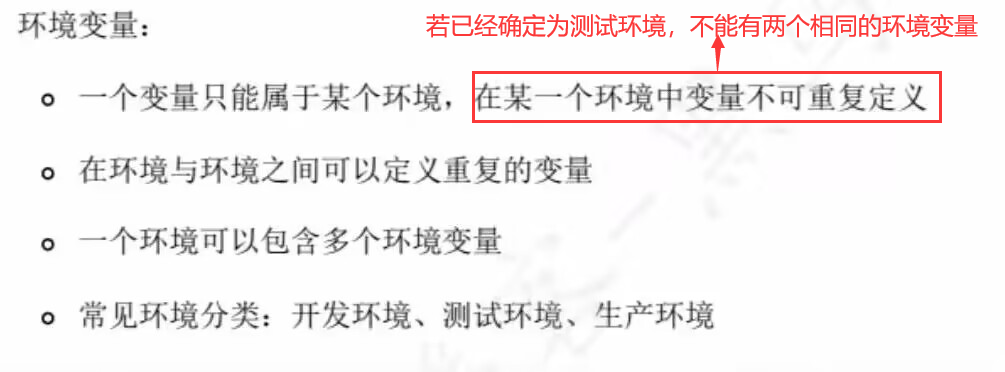 环境变量：
若已经确定为测试环境，不能有两个相同的环境变量
一个变量只能属于某个环境，在某一个环境中变量不可重复定义
在环境与环境之间可以定义重复的变量
一个环境可以包含多个环境变量
常见环境分类：开发环境、测试环境、生产环境